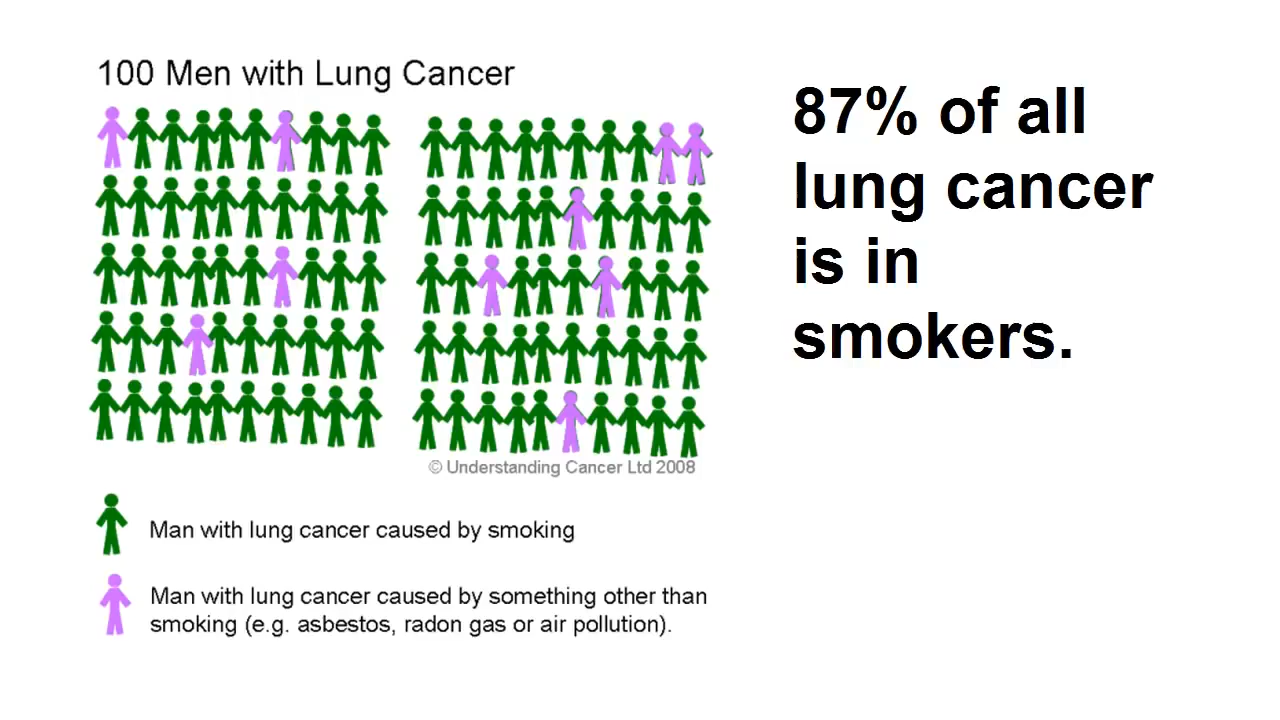 100 Men with Lung Cancer
87% of all
lung cancer
is in
smokers.
© Understanding Cancer Ltd 2008
Man with lung cancer caused by smoking
Man with lung cancer caused by something other than
smoking (e.g. asbestos, radon gas or air pollution).